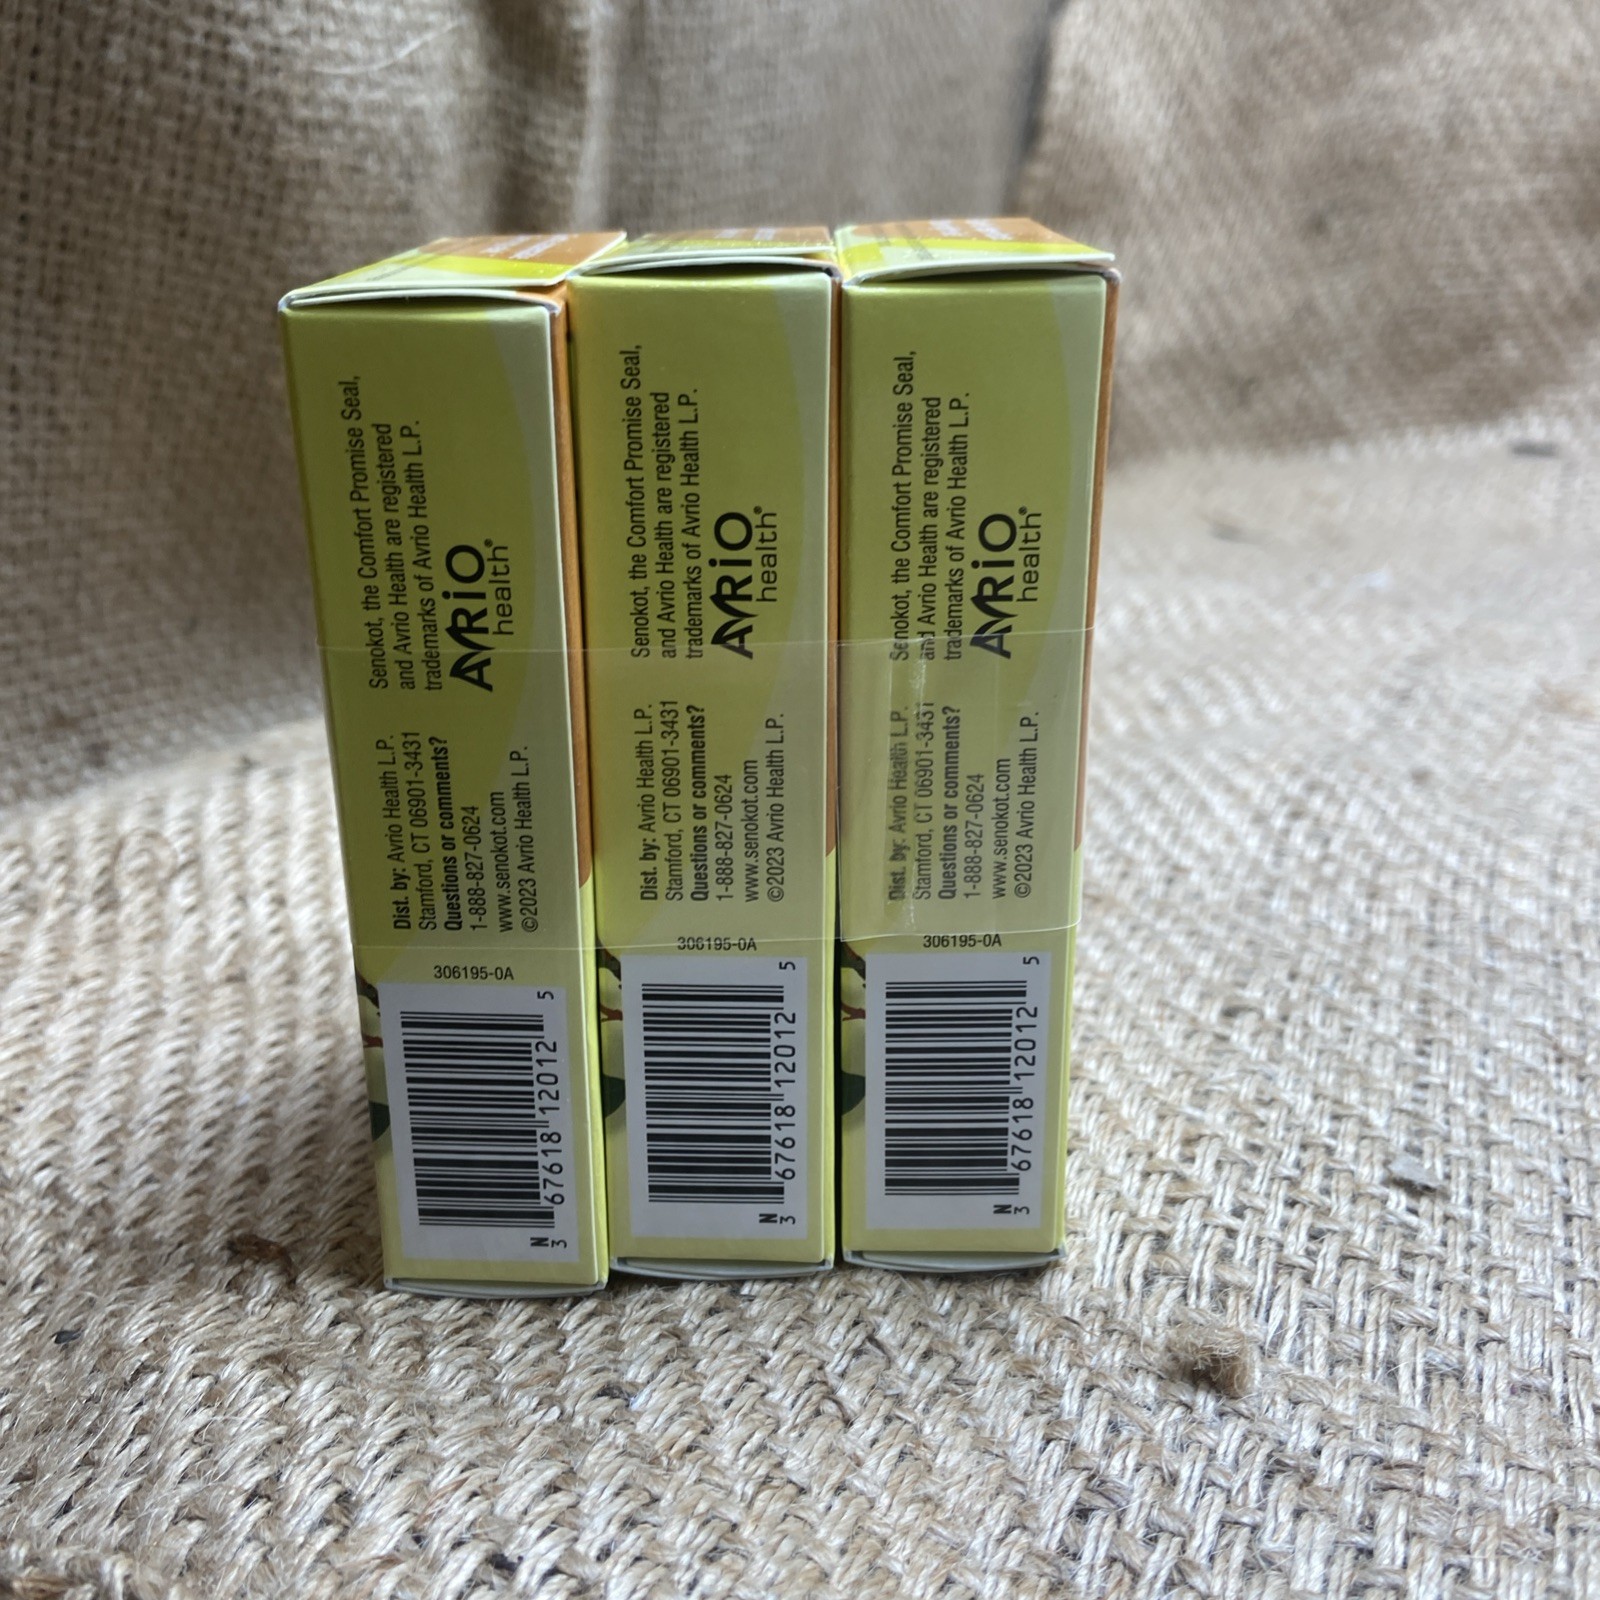 Senokot, the Comfort Promise Seal,
and Avrio Health are registered
trademarks of Avrio Health L.P.
AVRiO
health®
Dist. by: Avrio Health L.P.
Stamford, CT 06901-3431
Questions or comments?
1-888-827-0624
www.senokot.com
©2023 Avrio Health L.P.
306195-0A
N
3 67618 12012 5
Senokot, the Comfort Promise Seal,
and Avrio Health are registered
trademarks of Avrio Health L.P.
AVRiO
health®
Dist. by: Avrio Health L.P.
Stamford, CT 06901-3431
Questions or comments?
1-888-827-0624
www.senokot.com
©2023 Avrio Health L.P.
306195-0A
N
3 67618 12012 5
Senokot, the Comfort Promise Seal,
and Avrio Health are registered
trademarks of Avrio Health L.P.
AVRiO
health®
Dist. by: Avrio Health L.P.
Stamford, CT 06901-3431
Questions or comments?
1-888-827-0624
www.senokot.com
©2023 Avrio Health L.P.
306195-0A
N
3 67618 12012 5